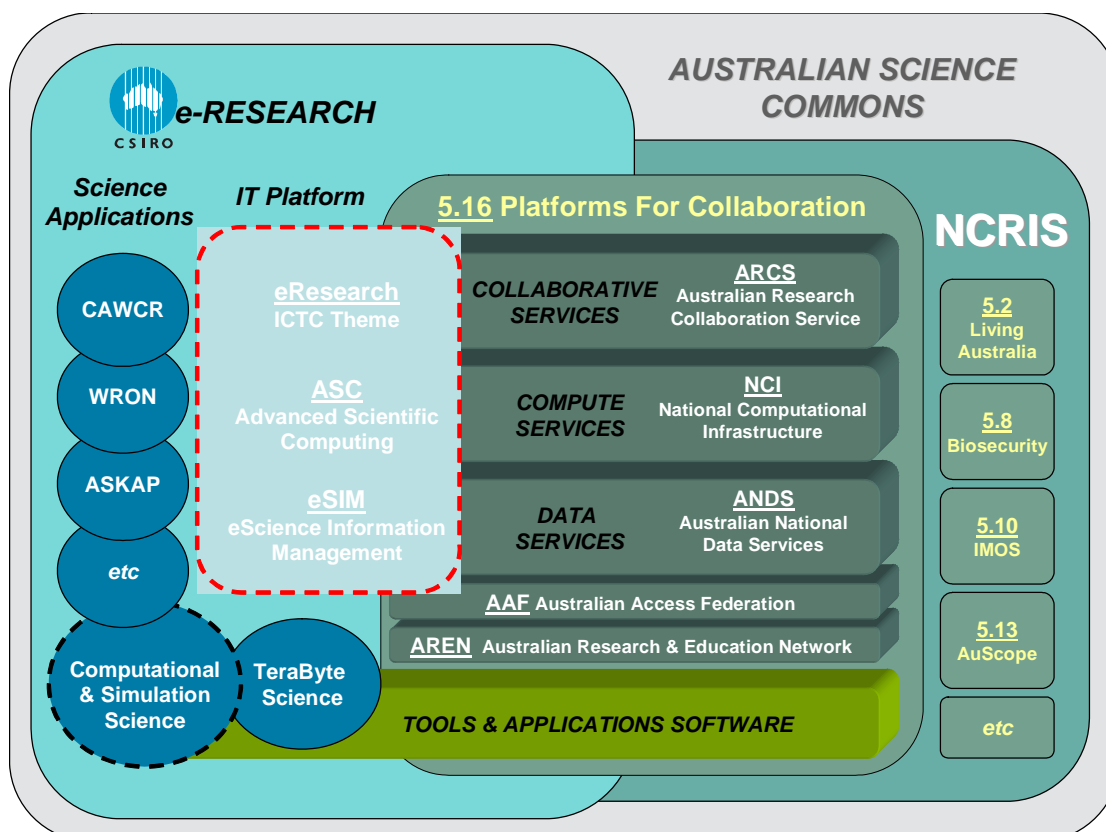 AUSTRALIAN SCIENCE
COMMONS
CSIRO
e-RESEARCH
Science
Applications
IT Platform
CAWCR
WRON
ASKAP
etc
Computational
& Simulation
Science
TeraByte
Science
eResearch
ICTC Theme
ASC
Advanced Scientific
Computing
eSIM
eScience Information
Management
5.16 Platforms For Collaboration
COLLABORATIVE
SERVICES
ARCS
Australian Research
Collaboration Service
COMPUTE
SERVICES
NCI
National Computational
Infrastructure
DATA
SERVICES
ANDS
Australian National
Data Services
AAF Australian Access Federation
AREN Australian Research & Education Network
TOOLS & APPLICATIONS SOFTWARE
NCRIS
5.2
Living
Australia
5.8
Biosecurity
5.10
IMOS
5.13
AuScope
etc